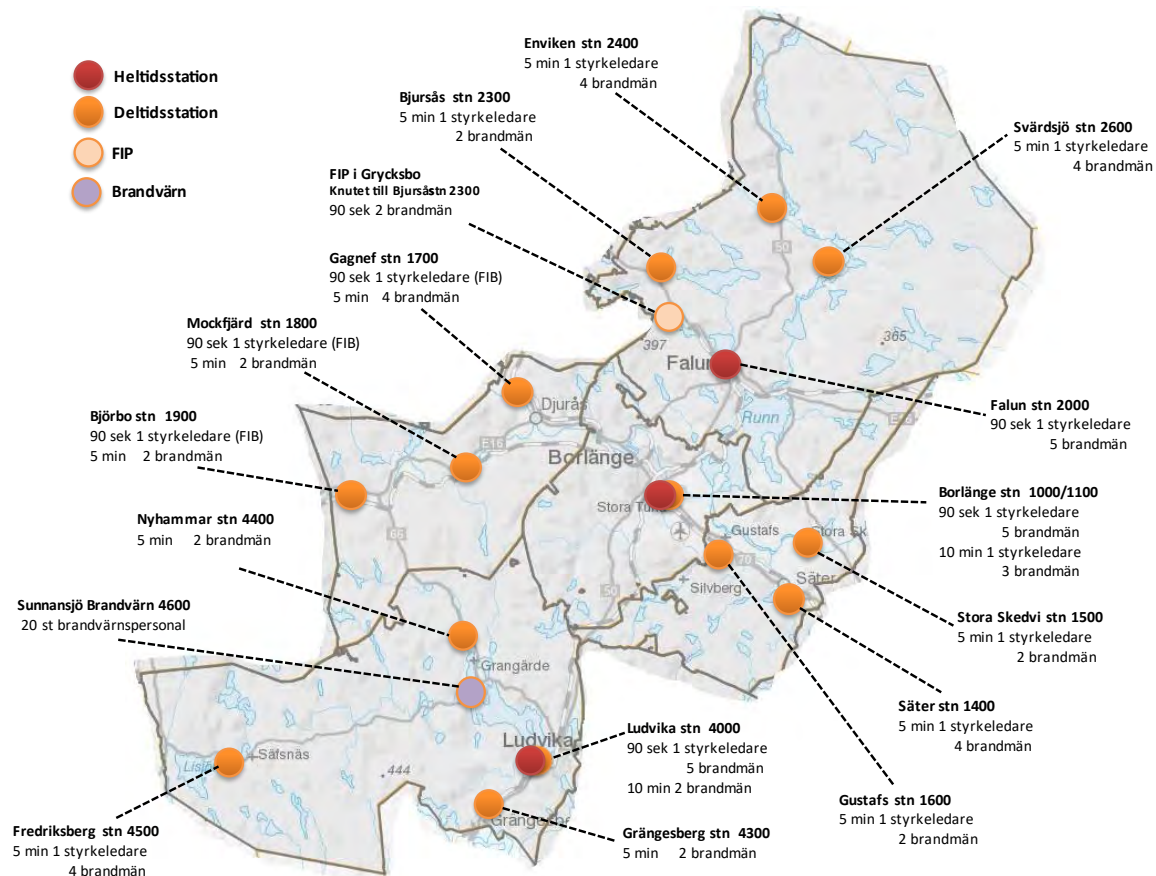 Heltidsstation
Deltidsstation
FIP
Brandvärn
Enviken stn 2400
5 min 1 styrkeledare
4 brandmän
Bjursås stn 2300
5 min 1 styrkeledare
2 brandmän
Svärdsjö stn 2600
5 min 1 styrkeledare
4 brandmän
FIP i Grycksbo
Knutet till Bjursåstn 2300
90 sek 2 brandmän
Gagnef stn 1700
90 sek 1 styrkeledare (FIB)
5 min 4 brandmän
Mockfjärd stn 1800
90 sek 1 styrkeledare (FIB)
5 min 2 brandmän
Björbo stn 1900
90 sek 1 styrkeledare (FIB)
5 min 2 brandmän
Nyhammar stn 4400
5 min 2 brandmän
Sunnansjö Brandvärn 4600
20 st brandvärnspersonal
Fredriksberg stn 4500
5 min 1 styrkeledare
4 brandmän
Falun stn 2000
90 sek 1 styrkeledare
5 brandmän
Borlänge stn 1000/1100
90 sek 1 styrkeledare
5 brandmän
10 min 1 styrkeledare
3 brandmän
Stora Skedvi stn 1500
5 min 1 styrkeledare
2 brandmän
Säter stn 1400
5 min 1 styrkeledare
4 brandmän
Gustafs stn 1600
5 min 1 styrkeledare
2 brandmän
Ludvika stn 4000
90 sek 1 styrkeledare
5 brandmän
10 min 2 brandmän
Grängesberg stn 4300
5 min 2 brandmän
50
397
365
Falun
Runn
Djurås
E16
Borlänge
Stora Tuna
Gustafs
Stora Sk
70
Säter
Silvberg
50
66
Grangärde
Ludvika
Säfsnäs
444